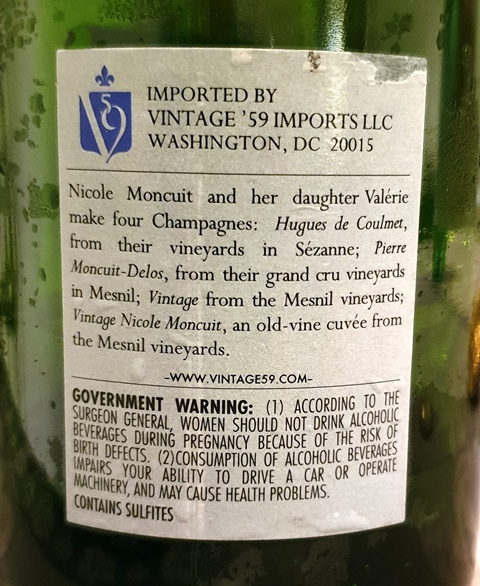 V59
IMPORTED BY
VINTAGE '59 IMPORTS LLC
WASHINGTON, DC 20015
Nicole Moncuit and her daughter Valérie
make four Champagnes: Hugues de Coulmet,
from their vineyards in Sézanne; Pierre
Moncuit-Delos, from their grand cru vineyards
in Mesnil; Vintage from the Mesnil vineyards;
Vintage Nicole Moncuit, an old-vine cuvée from
the Mesnil vineyards.
-WWW.VINTAGE59.COM-
GOVERNMENT WARNING: (1) ACCORDING TO THE
SURGEON GENERAL, WOMEN SHOULD NOT DRINK ALCOHOLIC
BEVERAGES DURING PREGNANCY BECAUSE OF THE RISK OF
BIRTH DEFECTS. (2)CONSUMPTION OF ALCOHOLIC BEVERAGES
IMPAIRS YOUR ABILITY TO DRIVE A CAR OR OPERATE
MACHINERY, AND MAY CAUSE HEALTH PROBLEMS.
CONTAINS SULFITES